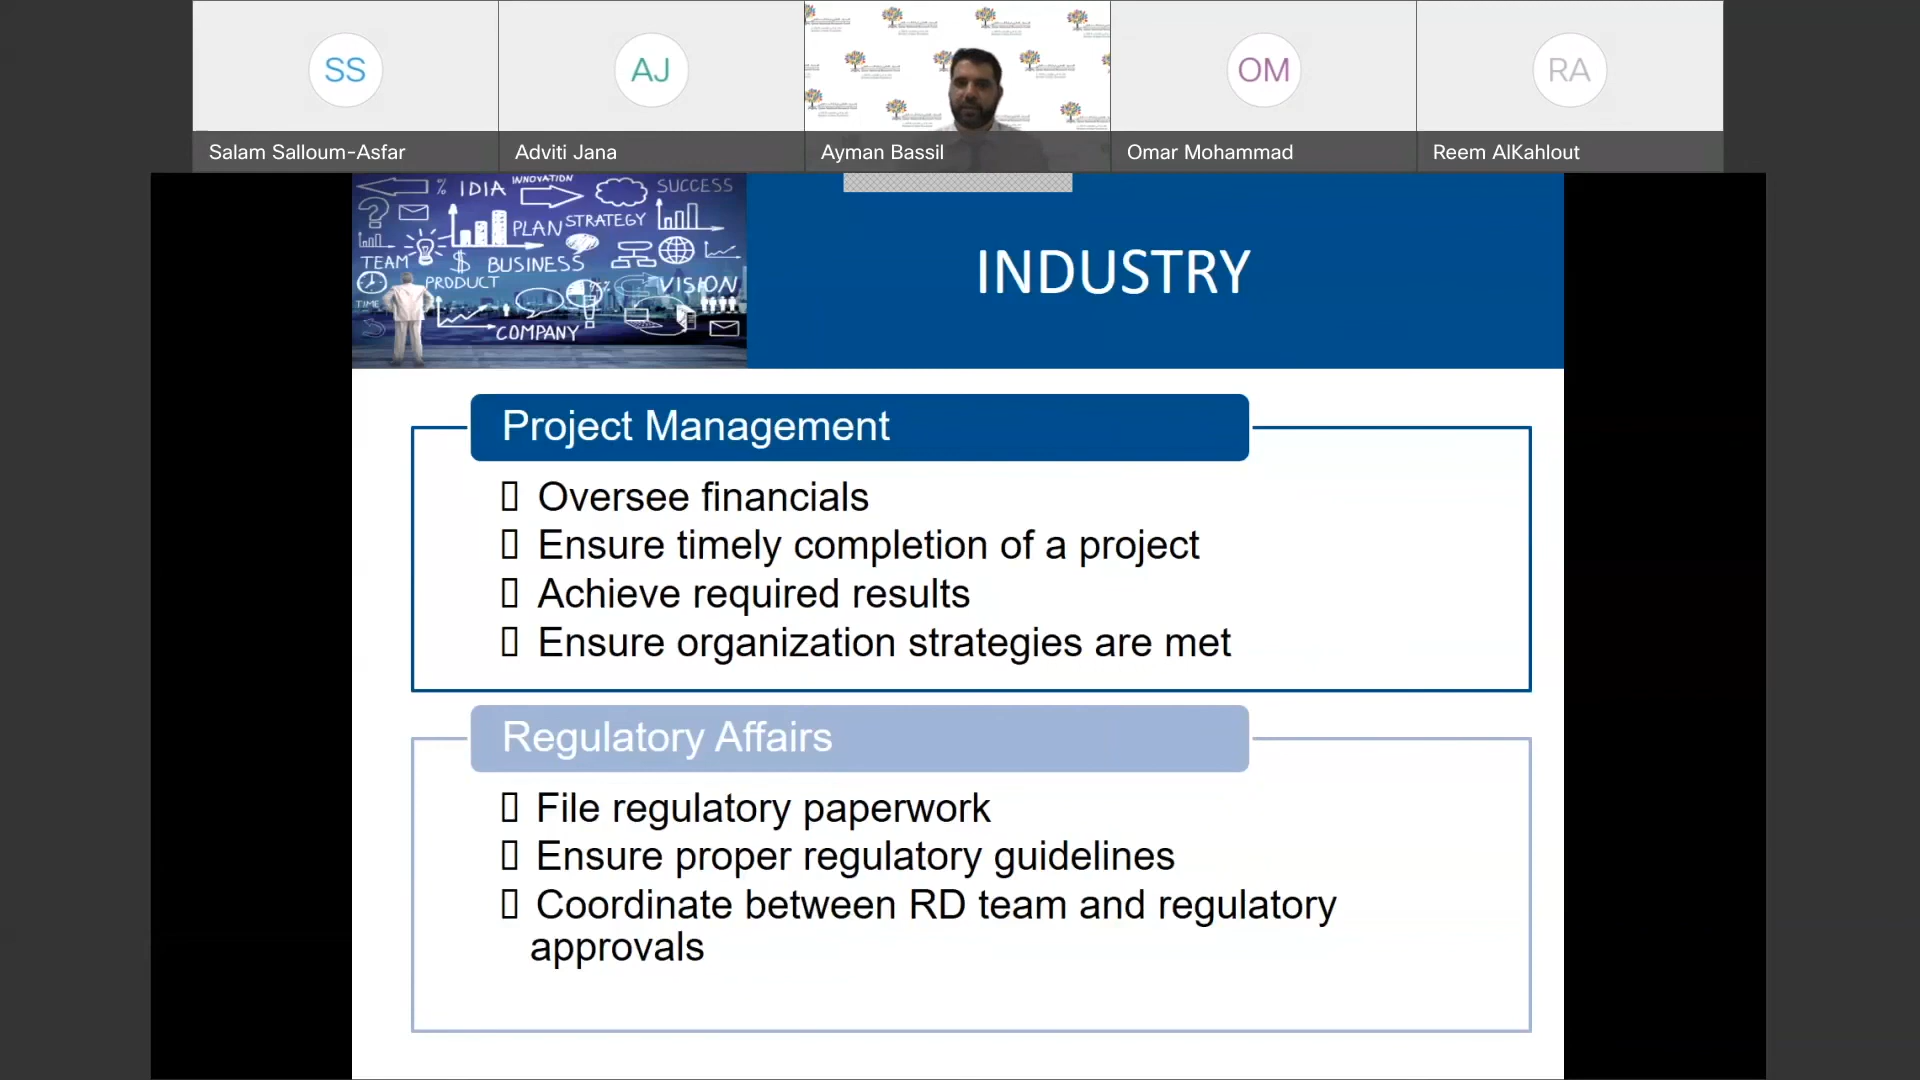 SS
AJ
OM
RA
Salam Salloum-Asfar
Adviti Jana
Ayman Bassil
Omar Mohammad
Reem AlKahlout
% IDIA INNOVATION SUCCESS
?
PLAN STRATEGY
TEAM $ BUSINESS
PRODUCT % VISION
TIME
COMPANY
INDUSTRY
Project Management
Oversee financials
Ensure timely completion of a project
Achieve required results
Ensure organization strategies are met
Regulatory Affairs
File regulatory paperwork
Ensure proper regulatory guidelines
Coordinate between RD team and regulatory
approvals